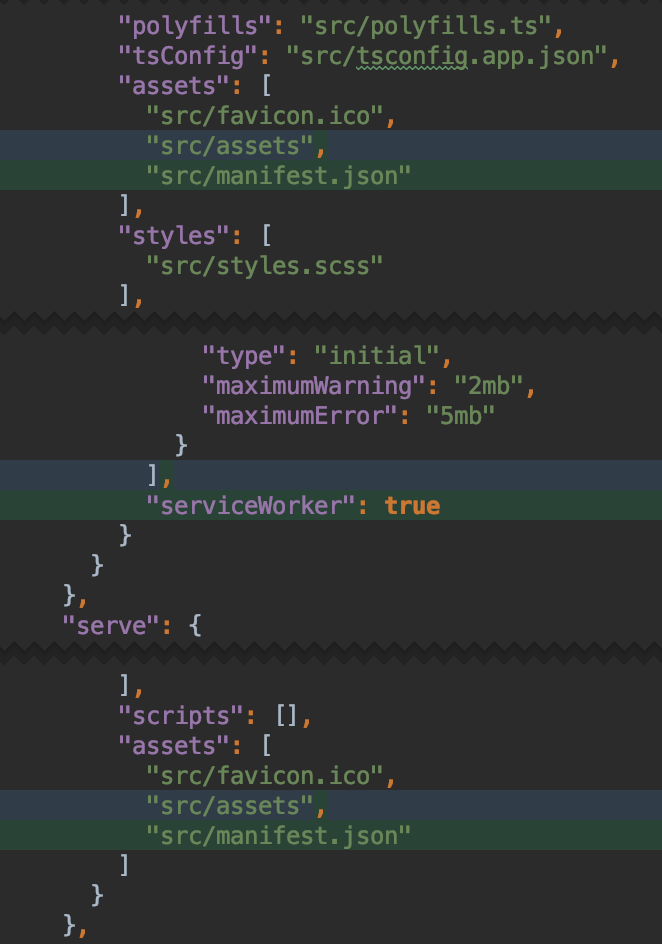 "polyfills": "src/polyfills.ts",
"tsConfig": "src/tsconfig.app.json",
"assets": [
"src/favicon.ico",
"src/assets",
"src/manifest.json"
],
"styles": [
"src/styles.scss"
],
"type": "initial",
"maximumWarning": "2mb",
"maximumError": "5mb"
}
],
"serviceWorker": true
}
}
},
"serve": {
],
"scripts": [],
"assets": [
"src/favicon.ico",
"src/assets",
"src/manifest.json"
]
}
},